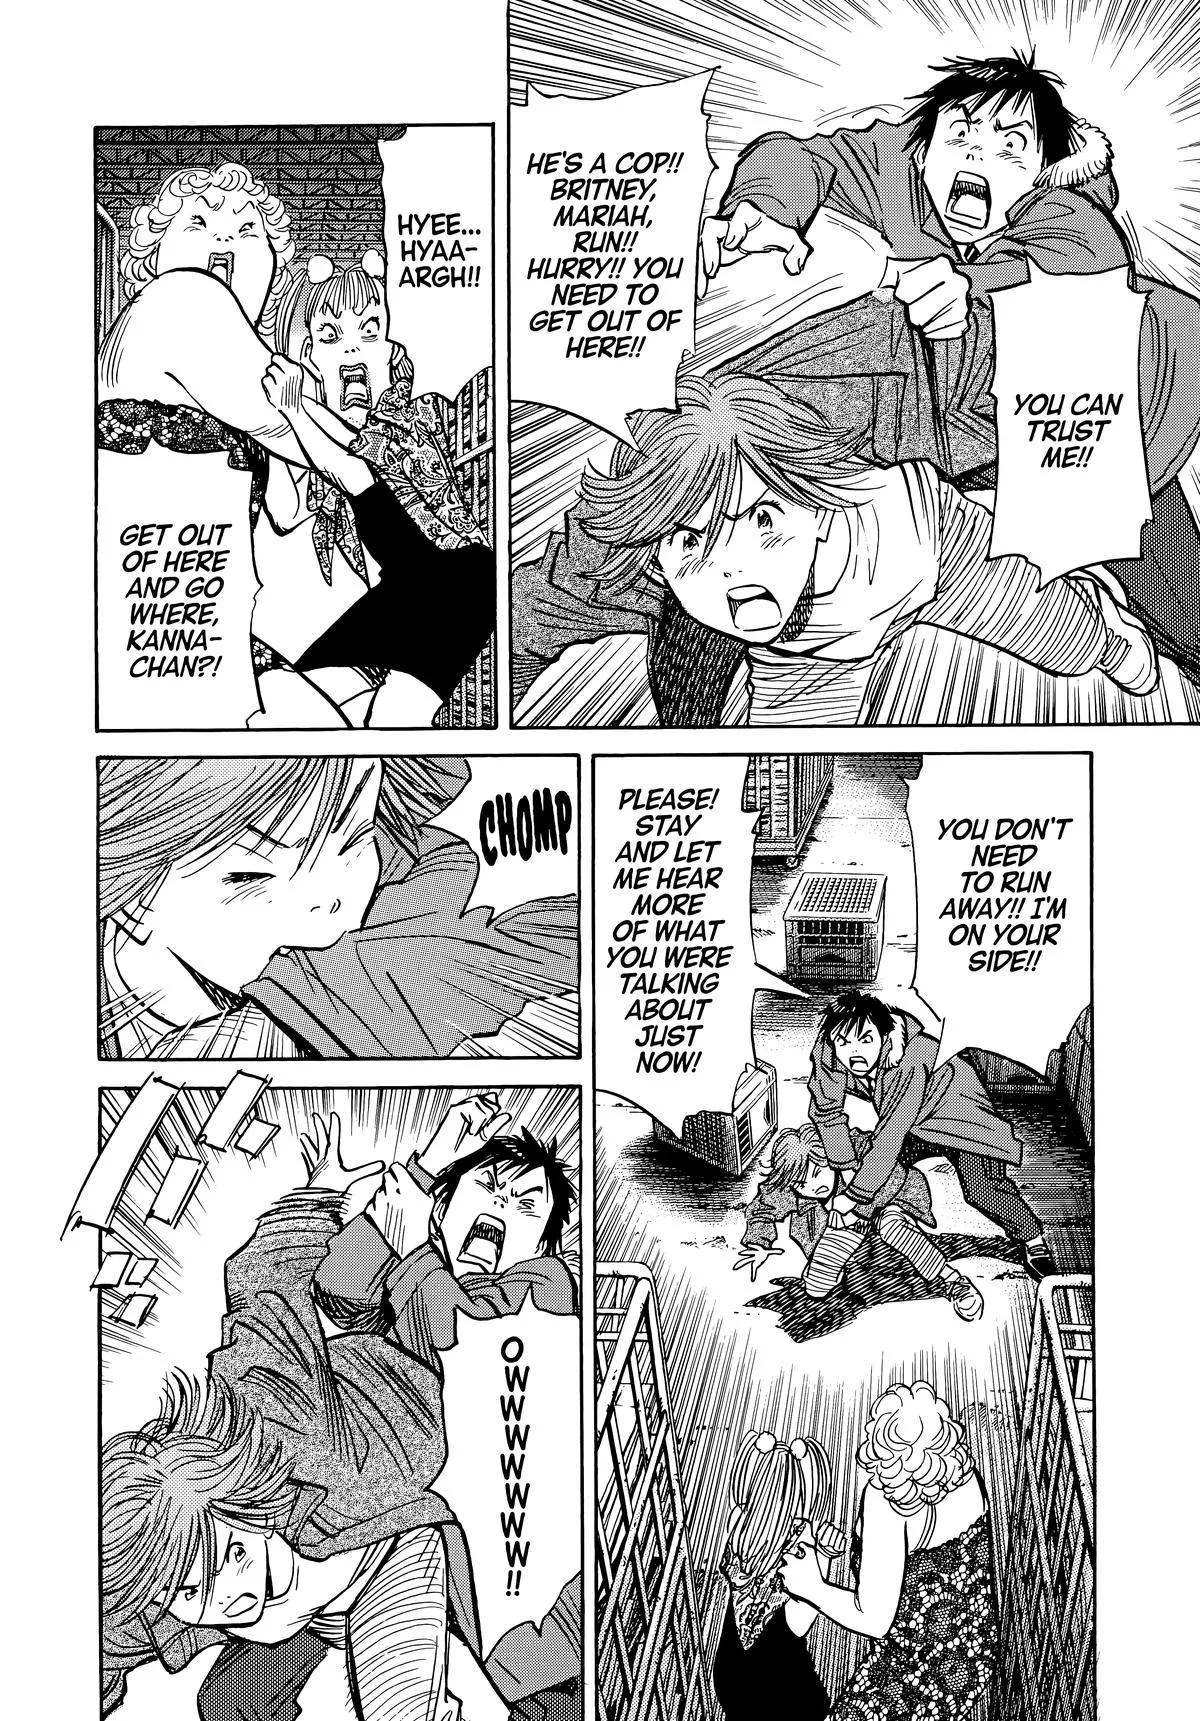 YOU CAN
TRUST
ME!!
HE'S A COP!!
BRITNEY,
MARIAH,
RUN!!
HURRY!! YOU
NEED TO
GET OUT OF
HERE!!
HYEE...
HYAA-
ARGH!!
GET OUT
OF HERE
AND GO
WHERE,
KANNA-
CHAN?!
YOU DON'T
NEED
TO RUN
AWAY!! I'M
ON YOUR
SIDE!!
PLEASE!
STAY
AND LET
ME HEAR
MORE
OF WHAT
YOU WERE
TALKING
ABOUT
JUST
NOW!
CHOMP
OWWWWWW!!